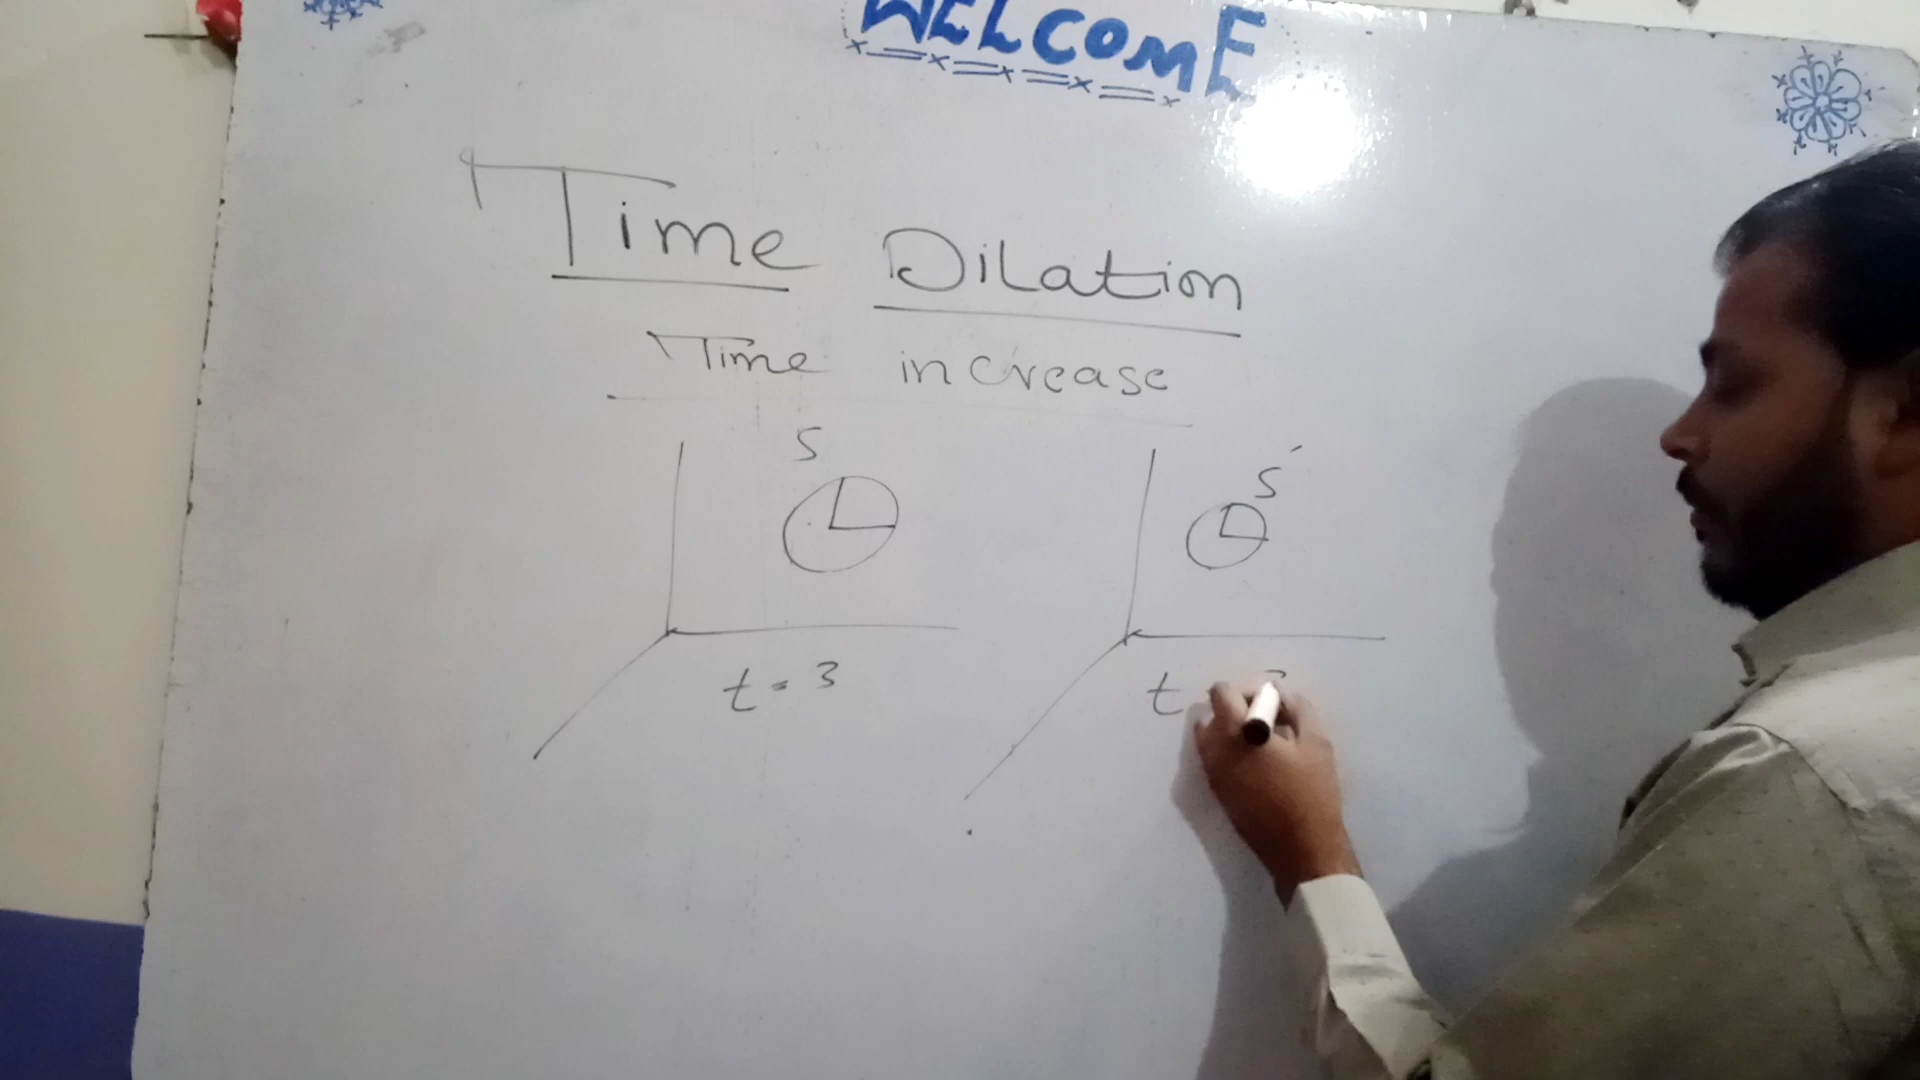 WELCOME
Time Dilation
Time increase
S
S'
t = 3
t